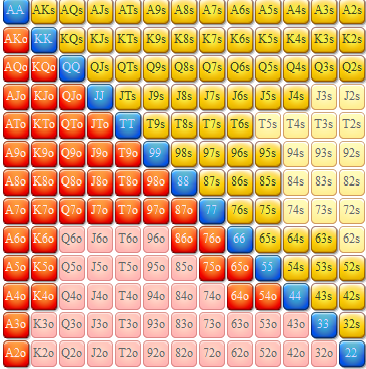 AA AKs AQs AJs ATs A9s A8s A7s A6s A5s A4s A3s A2s
AKo KK KQs KJs KTs K9s K8s K7s K6s K5s K4s K3s K2s
AQo KQo QQ QJs QTs Q9s Q8s Q7s Q6s Q5s Q4s Q3s Q2s
AJo KJo QJo JJ JTs J9s J8s J7s J6s J5s J4s J3s J2s
ATo KTo QTo JTo TT T9s T8s T7s T6s T5s T4s T3s T2s
A9o K9o Q9o J9o T9o 99 98s 97s 96s 95s 94s 93s 92s
A8o K8o Q8o J8o T8o 98o 88 87s 86s 85s 84s 83s 82s
A7o K7o Q7o J7o T7o 97o 87o 77 76s 75s 74s 73s 72s
A6o K6o Q6o J6o T6o 96o 86o 76o 66 65s 64s 63s 62s
A5o K5o Q5o J5o T5o 95o 85o 75o 65o 55 54s 53s 52s
A4o K4o Q4o J4o T4o 94o 84o 74o 64o 54o 44 43s 42s
A3o K3o Q3o J3o T3o 93o 83o 73o 63o 53o 43o 33 32s
A2o K2o Q2o J2o T2o 92o 82o 72o 62o 52o 42o 32o 22